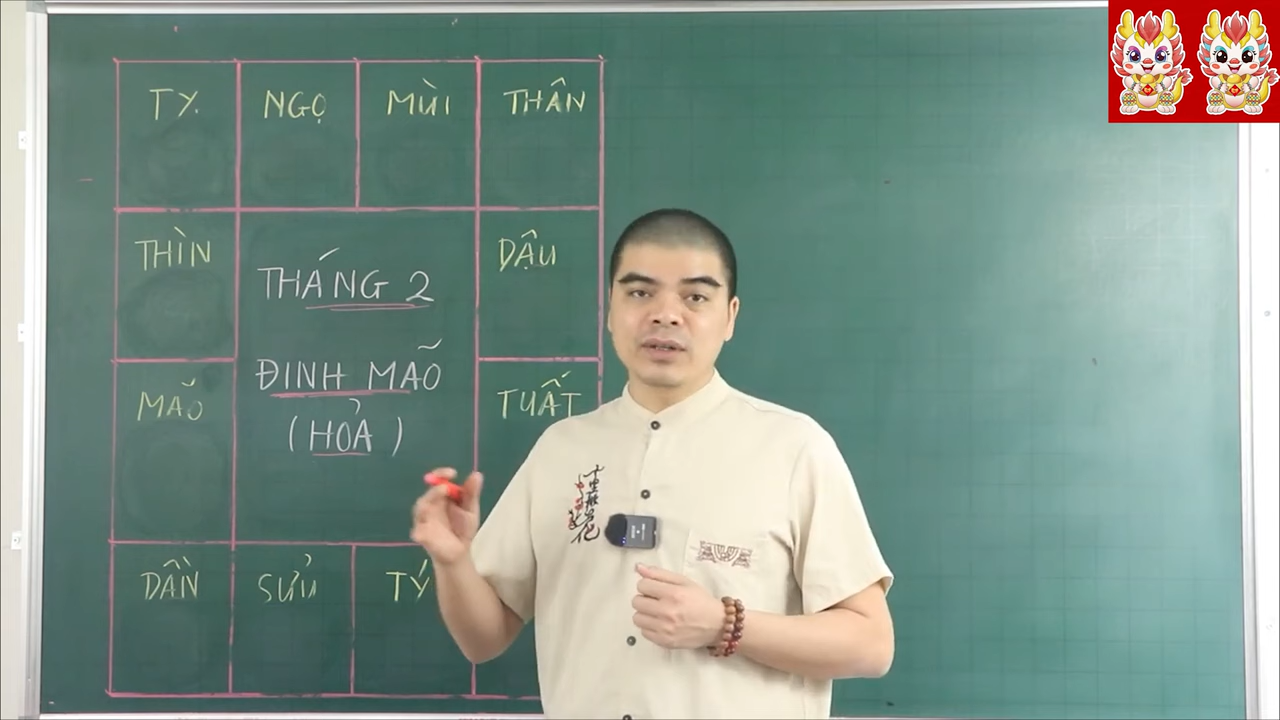 TỴ NGỌ MÙI THÂN
THÌN DẬU
THÁNG 2
ĐINH MÃO
(HỎA)
MÃO TUẤT
DẦN SỬU TÝ